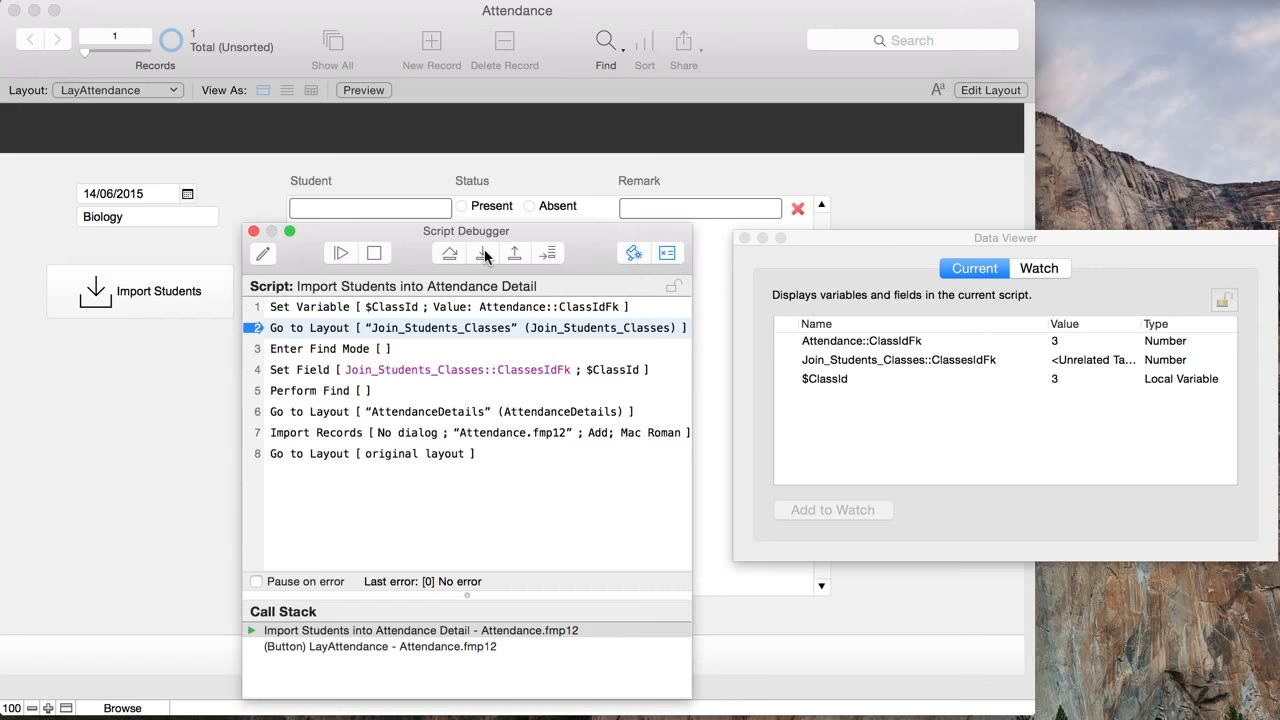 Attendance
1
1
Total (Unsorted)
Records
Show All
New Record
Delete Record
Find
Sort
Share
Search
Layout:
LayAttendance
View As:
Preview
Aa
Edit Layout
Student
Status
Remark
14/06/2015
Present
Absent
Biology
Import Students
Script Debugger
Script: Import Students into Attendance Detail
1 Set Variable [ $ClassId ; Value: Attendance::ClassIdFk ]
2 Go to Layout [ “Join_Students_Classes” (Join_Students_Classes) ]
3 Enter Find Mode [ ]
4 Set Field [ Join_Students_Classes::ClassesIdFk ; $ClassId ]
5 Perform Find [ ]
6 Go to Layout [ “AttendanceDetails” (AttendanceDetails) ]
7 Import Records [ No dialog ; “Attendance.fmp12” ; Add; Mac Roman ]
8 Go to Layout [ original layout ]
Pause on error
Last error: [0] No error
Call Stack
Import Students into Attendance Detail - Attendance.fmp12
(Button) LayAttendance - Attendance.fmp12
Data Viewer
Current
Watch
Displays variables and fields in the current script.
Name Value Type
Attendance::ClassIdFk 3 Number
Join_Students_Classes::ClassesIdFk <Unrelated Ta... Number
$ClassId 3 Local Variable
Add to Watch
100
Browse